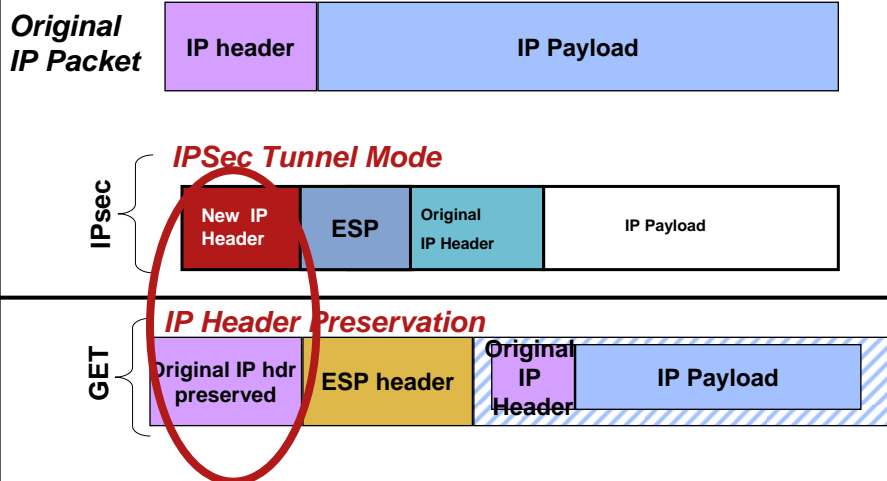 Original
IP Packet
IP header
IP Payload
IPSec Tunnel Mode
IPsec
New IP
Header
ESP
Original
IP Header
IP Payload
IP Header Preservation
GET
Original IP hdr
preserved
ESP header
Original
IP
Header
IP Payload